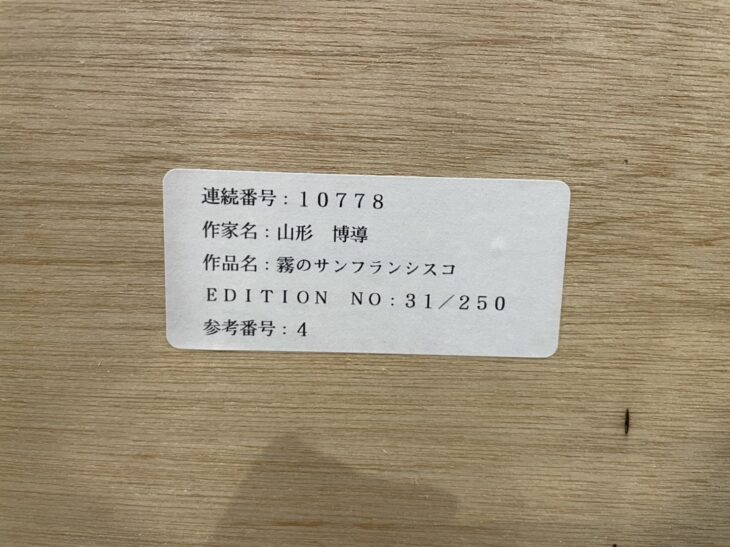 連続番号：１０７７８
作家名：山形　博導
作品名：霧のサンフランシスコ
ＥＤＩＴＩＯＮ　ＮＯ：３１／２５０
参考番号：４